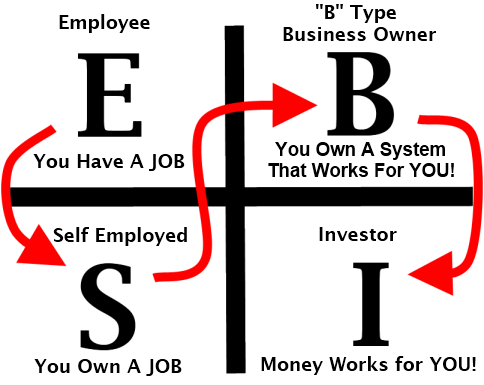 Employee
E
You Have A JOB
"B" Type
Business Owner
B
You Own A System
That Works For YOU!
Self Employed
S
You Own A JOB
Investor
I
Money Works for YOU!